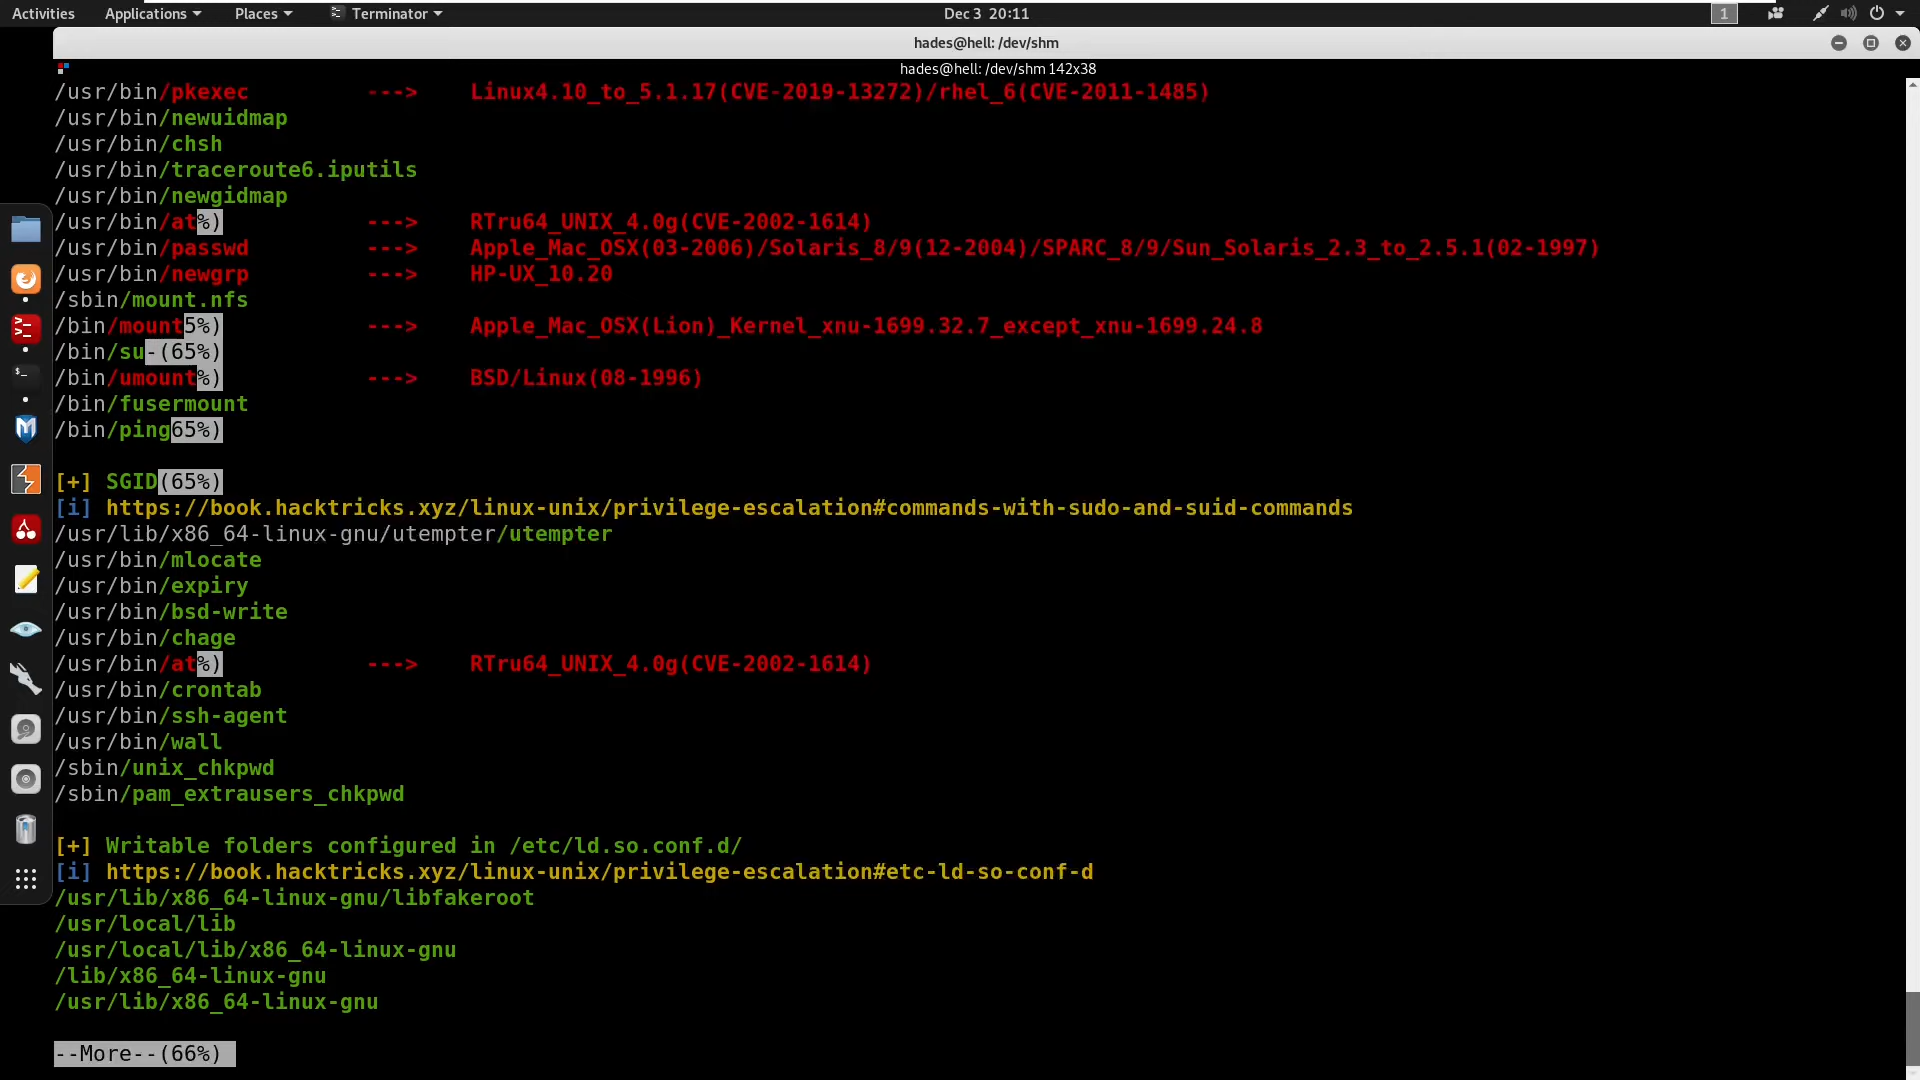 Activities Applications Places Terminator Dec 3 20:11 1
hades@hell: /dev/shm
hades@hell: /dev/shm 142x38
/usr/bin/pkexec ---> Linux4.10_to_5.1.17(CVE-2019-13272)/rhel_6(CVE-2011-1485)
/usr/bin/newuidmap
/usr/bin/chsh
/usr/bin/traceroute6.iputils
/usr/bin/newgidmap
/usr/bin/at%) ---> RTru64_UNIX_4.0g(CVE-2002-1614)
/usr/bin/passwd ---> Apple_Mac_OSX(03-2006)/Solaris_8/9(12-2004)/SPARC_8/9/Sun_Solaris_2.3_to_2.5.1(02-1997)
/usr/bin/newgrp ---> HP-UX_10.20
/sbin/mount.nfs
/bin/mount5%) ---> Apple_Mac_OSX(Lion)_Kernel_xnu-1699.32.7_except_xnu-1699.24.8
/bin/su-(65%)
/bin/umount%) ---> BSD/Linux(08-1996)
/bin/fusermount
/bin/ping65%)
[+] SGID(65%)
[i] https://book.hacktricks.xyz/linux-unix/privilege-escalation#commands-with-sudo-and-suid-commands
/usr/lib/x86_64-linux-gnu/utempter/utempter
/usr/bin/mlocate
/usr/bin/expiry
/usr/bin/bsd-write
/usr/bin/chage
/usr/bin/at%) ---> RTru64_UNIX_4.0g(CVE-2002-1614)
/usr/bin/crontab
/usr/bin/ssh-agent
/usr/bin/wall
/sbin/unix_chkpwd
/sbin/pam_extrausers_chkpwd
[+] Writable folders configured in /etc/ld.so.conf.d/
[i] https://book.hacktricks.xyz/linux-unix/privilege-escalation#etc-ld-so-conf-d
/usr/lib/x86_64-linux-gnu/libfakeroot
/usr/local/lib
/usr/local/lib/x86_64-linux-gnu
/lib/x86_64-linux-gnu
/usr/lib/x86_64-linux-gnu
--More--(66%)